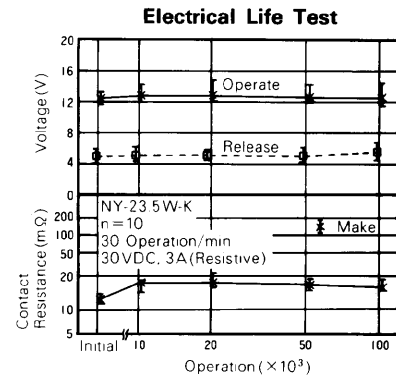 Electrical Life Test
Voltage (V)
20
16
12
8
4
0
Operate
Release
Contact
Resistance (mΩ)
200
100
50
20
10
5
NY-23.5W-K
n=10
30 Operation/min
30VDC, 3A (Resistive)
Make
Initial 10 20 50 100
Operation (×10³)